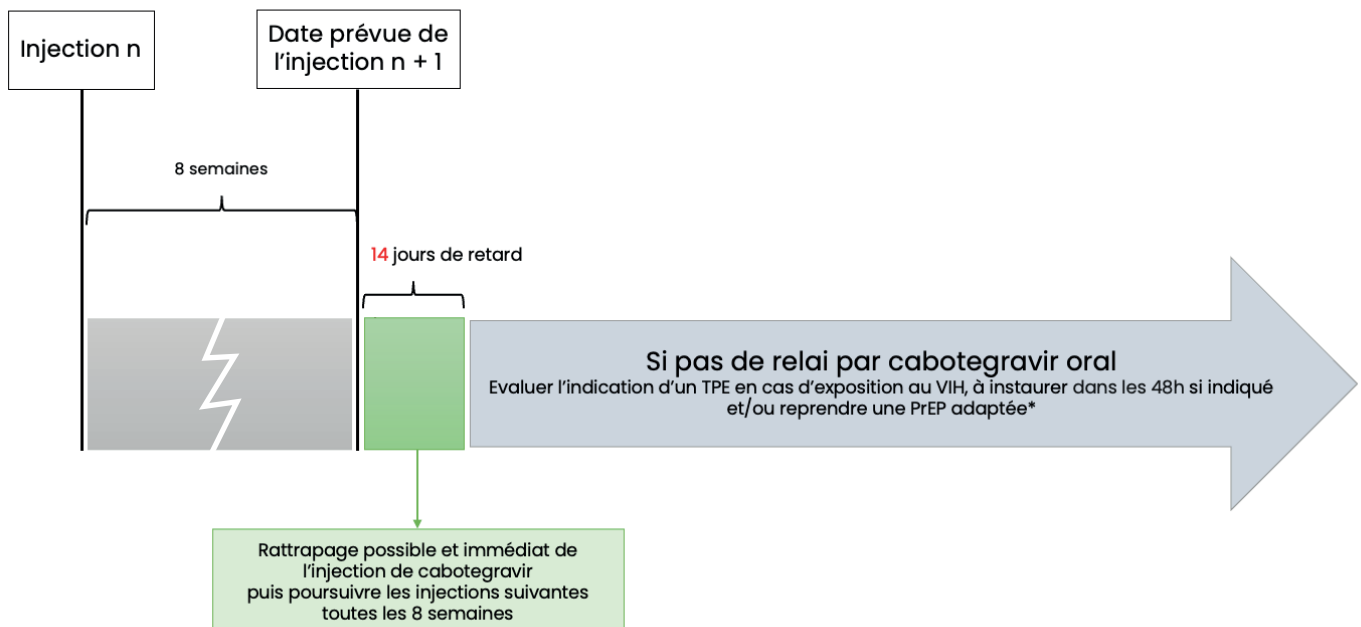 Injection n
Date prévue de
l'injection n + 1
8 semaines
14 jours de retard
Si pas de relai par cabotegravir oral
Evaluer l'indication d'un TPE en cas d'exposition au VIH, à instaurer dans les 48h si indiqué
et/ou reprendre une PrEP adaptée*
Rattrapage possible et immédiat de
l'injection de cabotegravir
puis poursuivre les injections suivantes
toutes les 8 semaines